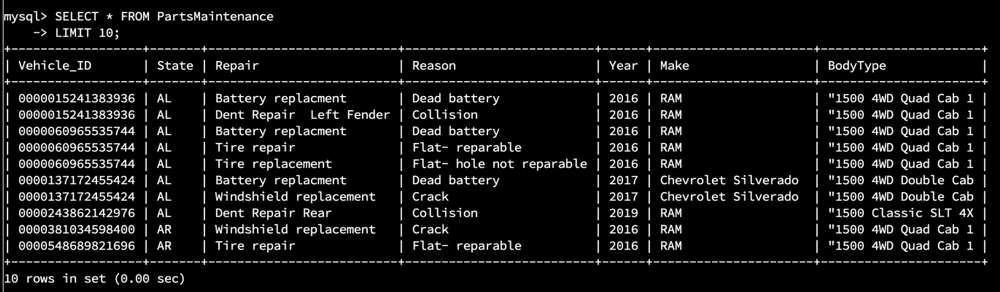 mysql> SELECT * FROM PartsMaintenance
    -> LIMIT 10;
+------------------+-------+--------------------------+--------------------------+------+----------------------+----------------------+
| Vehicle_ID       | State | Repair                   | Reason                   | Year | Make                 | BodyType             |
+------------------+-------+--------------------------+--------------------------+------+----------------------+----------------------+
| 0000015241383936 | AL    | Battery replacment       | Dead battery             | 2016 | RAM                  | "1500 4WD Quad Cab 1 |
| 0000015241383936 | AL    | Dent Repair  Left Fender | Collision                | 2016 | RAM                  | "1500 4WD Quad Cab 1 |
| 0000060965535744 | AL    | Battery replacment       | Dead battery             | 2016 | RAM                  | "1500 4WD Quad Cab 1 |
| 0000060965535744 | AL    | Tire repair              | Flat- reparable          | 2016 | RAM                  | "1500 4WD Quad Cab 1 |
| 0000060965535744 | AL    | Tire replacement         | Flat- hole not reparable | 2016 | RAM                  | "1500 4WD Quad Cab 1 |
| 0000137172455424 | AL    | Battery replacment       | Dead battery             | 2017 | Chevrolet Silverado  | "1500 4WD Double Cab |
| 0000137172455424 | AL    | Windshield replacement   | Crack                    | 2017 | Chevrolet Silverado  | "1500 4WD Double Cab |
| 0000243862142976 | AL    | Dent Repair Rear         | Collision                | 2019 | RAM                  | "1500 Classic SLT 4X |
| 0000381034598400 | AR    | Windshield replacement   | Crack                    | 2016 | RAM                  | "1500 4WD Quad Cab 1 |
| 0000548689821696 | AR    | Tire repair              | Flat- reparable          | 2016 | RAM                  | "1500 4WD Quad Cab 1 |
+------------------+-------+--------------------------+--------------------------+------+----------------------+----------------------+
10 rows in set (0.00 sec)